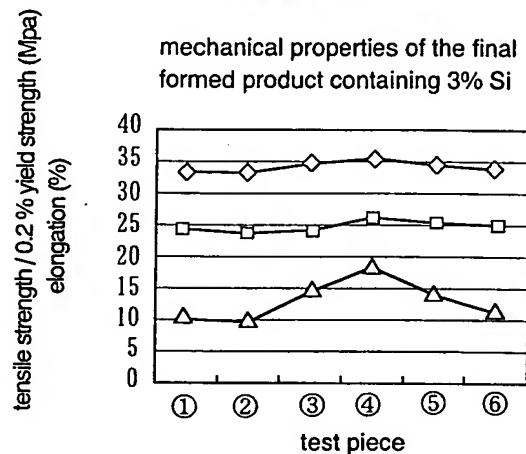 mechanical properties of the final
formed product containing 3% Si
tensile strength / 0.2 % yield strength (Mpa)
elongation (%)
40
35
30
25
20
15
10
5
0
① ② ③ ④ ⑤ ⑥
test piece